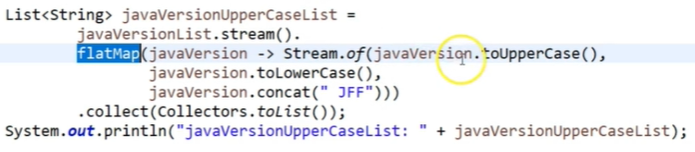 List<String> javaVersionUpperCaseList =
javaVersionList.stream().
flatMap(javaVersion -> Stream.of(javaVersion.toUpperCase(),
javaVersion.toLowerCase(),
javaVersion.concat(" JFF")))
.collect(Collectors.toList());
System.out.println("javaVersionUpperCaseList: " + javaVersionUpperCaseList);